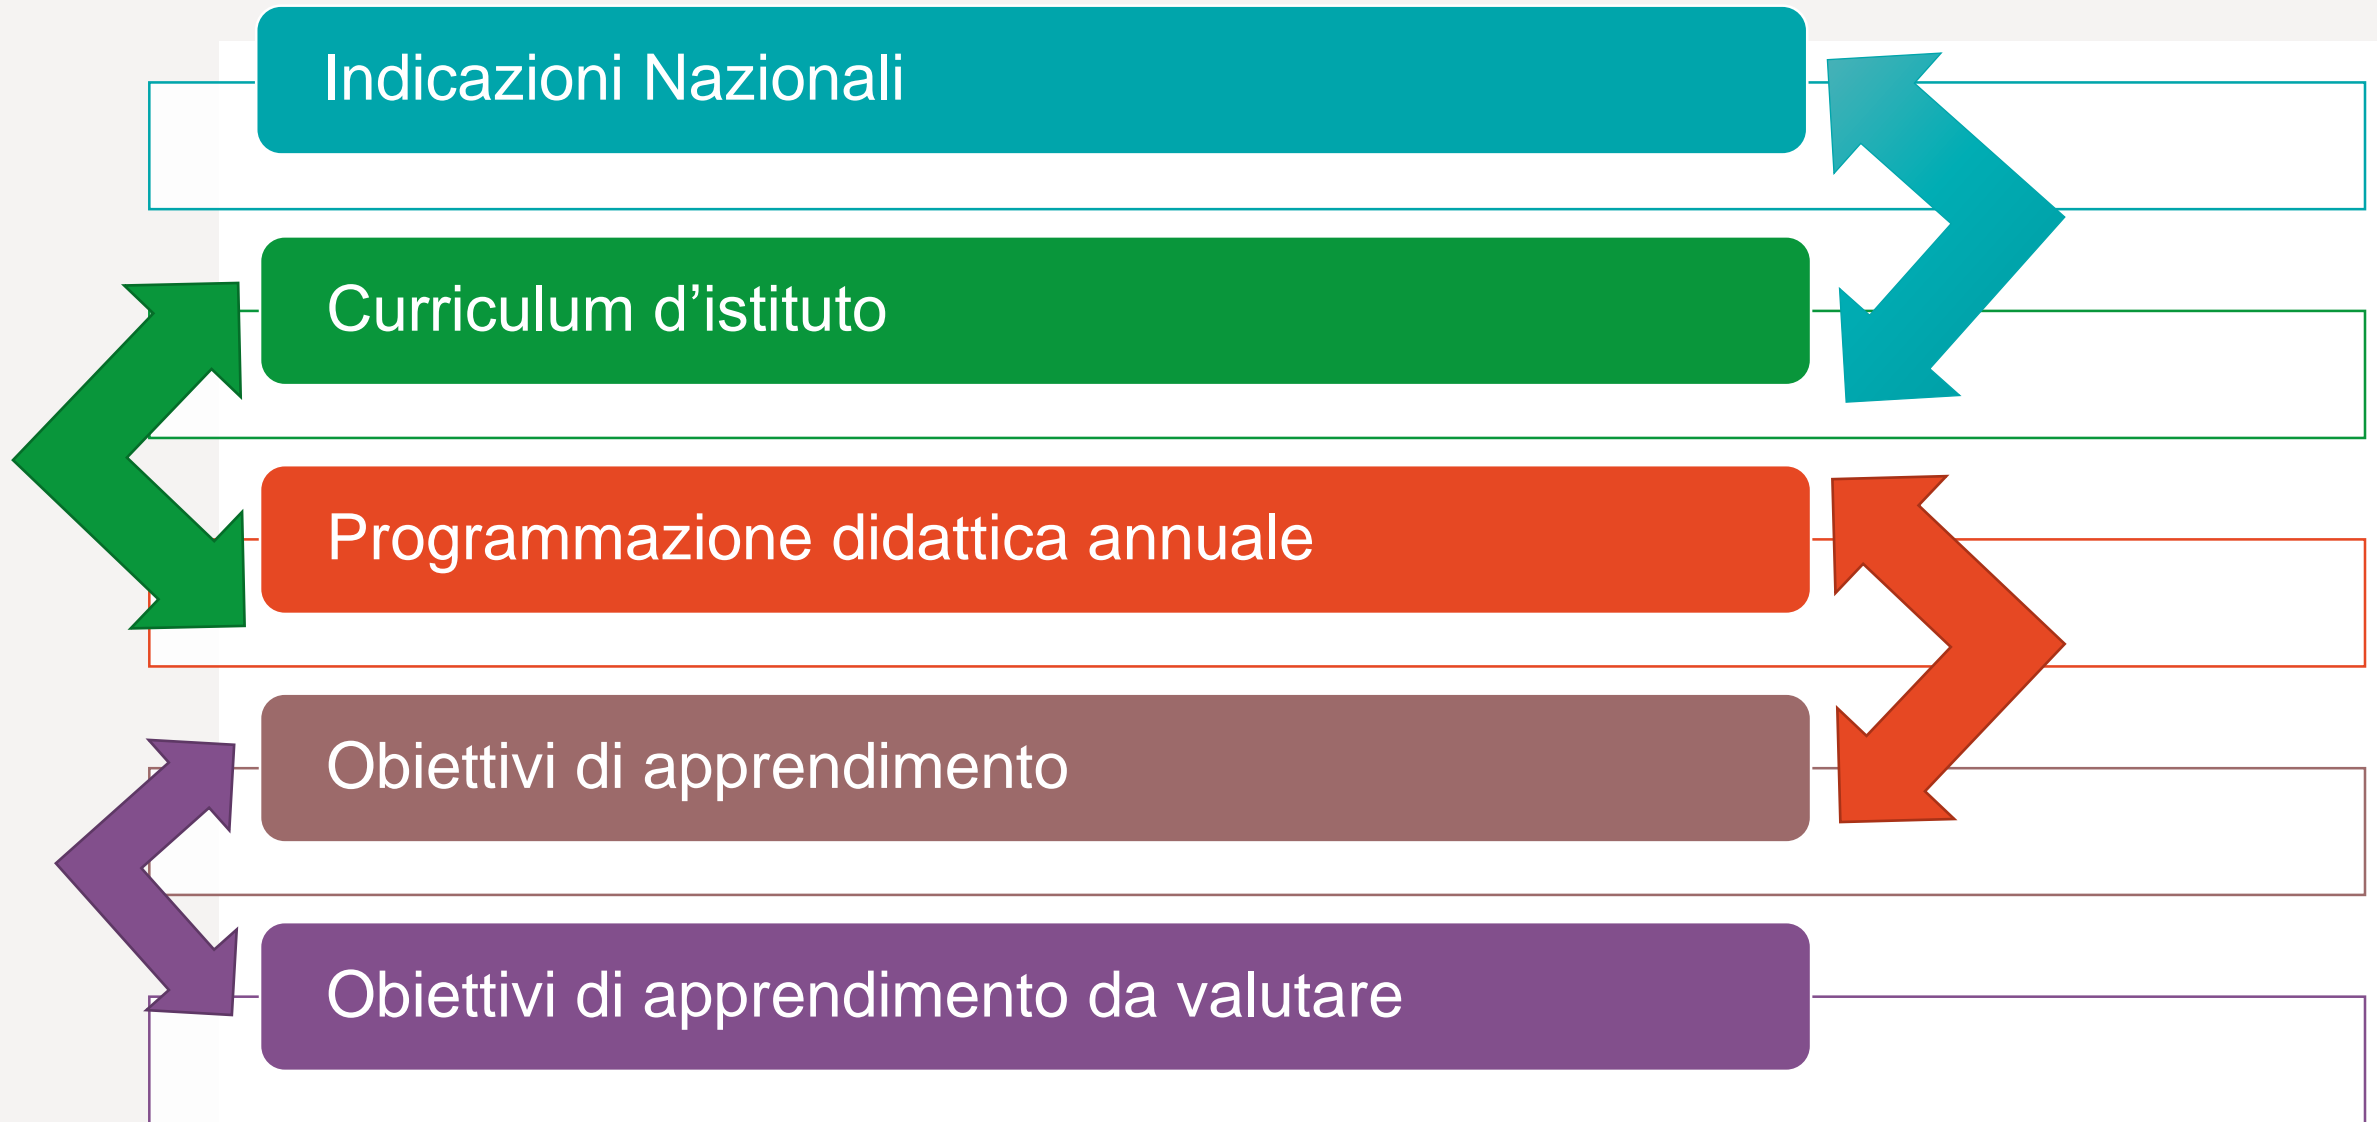 Indicazioni Nazionali
Curriculum d’istituto
Programmazione didattica annuale
Obiettivi di apprendimento
Obiettivi di apprendimento da valutare